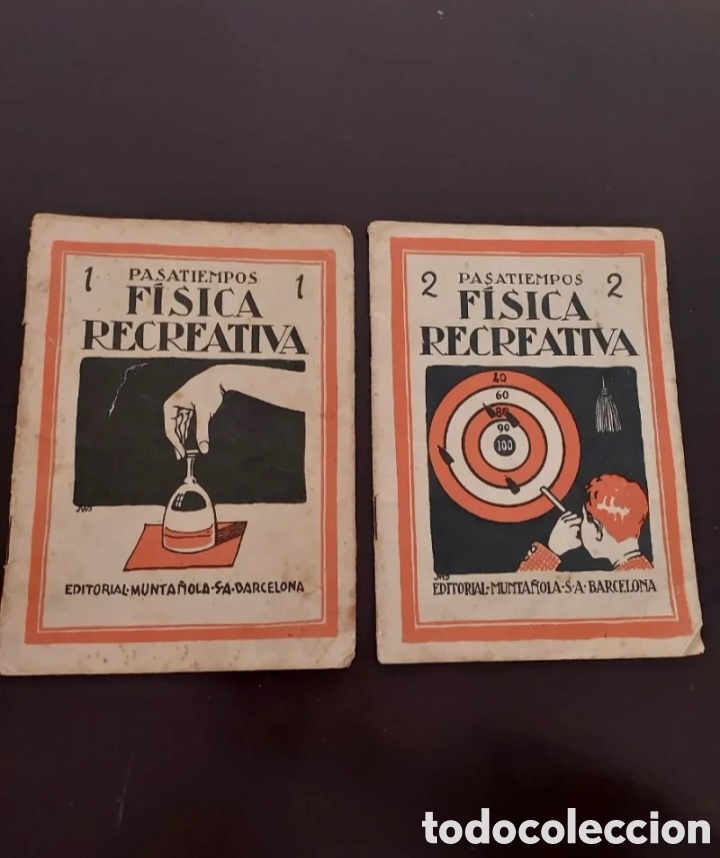 1 PASATIEMPOS 1
FÍSICA
RECREATIVA
JWS
EDITORIAL·MUNTAÑOLA·S·A·BARCELONA
2 PASATIEMPOS 2
FÍSICA
RECREATIVA
40
60
80
90
100
EDITORIAL·MUNTAÑOLA·S·A·BARCELONA
todocoleccion